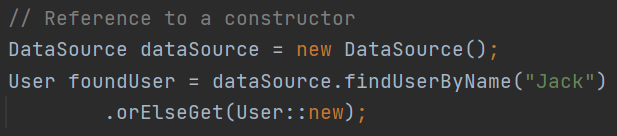 // Reference to a constructor
DataSource dataSource = new DataSource();
User foundUser = dataSource.findUserByName("Jack")
        .orElseGet(User::new);